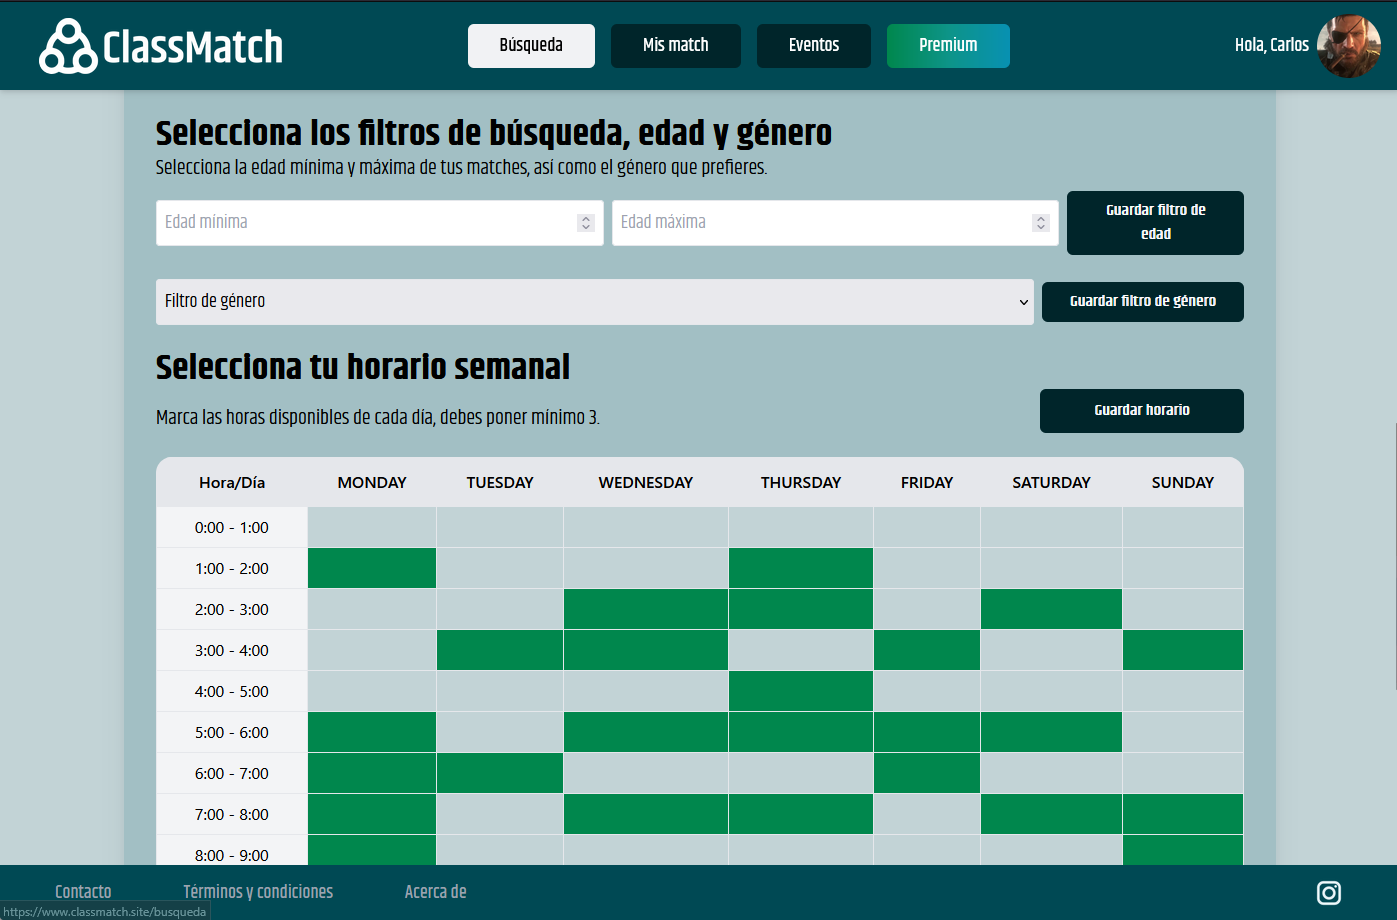 ClassMatch
Búsqueda
Mis match
Eventos
Premium
Hola, Carlos
Selecciona los filtros de búsqueda, edad y género
Selecciona la edad mínima y máxima de tus matches, así como el género que prefieres.
Edad mínima
Edad máxima
Guardar filtro de
edad
Filtro de género
Guardar filtro de género
Selecciona tu horario semanal
Marca las horas disponibles de cada día, debes poner mínimo 3.
Guardar horario
Hora/Día MONDAY TUESDAY WEDNESDAY THURSDAY FRIDAY SATURDAY SUNDAY
0:00 - 1:00
1:00 - 2:00
2:00 - 3:00
3:00 - 4:00
4:00 - 5:00
5:00 - 6:00
6:00 - 7:00
7:00 - 8:00
8:00 - 9:00
Contacto
Términos y condiciones
Acerca de
https://www.classmatch.site/busqueda